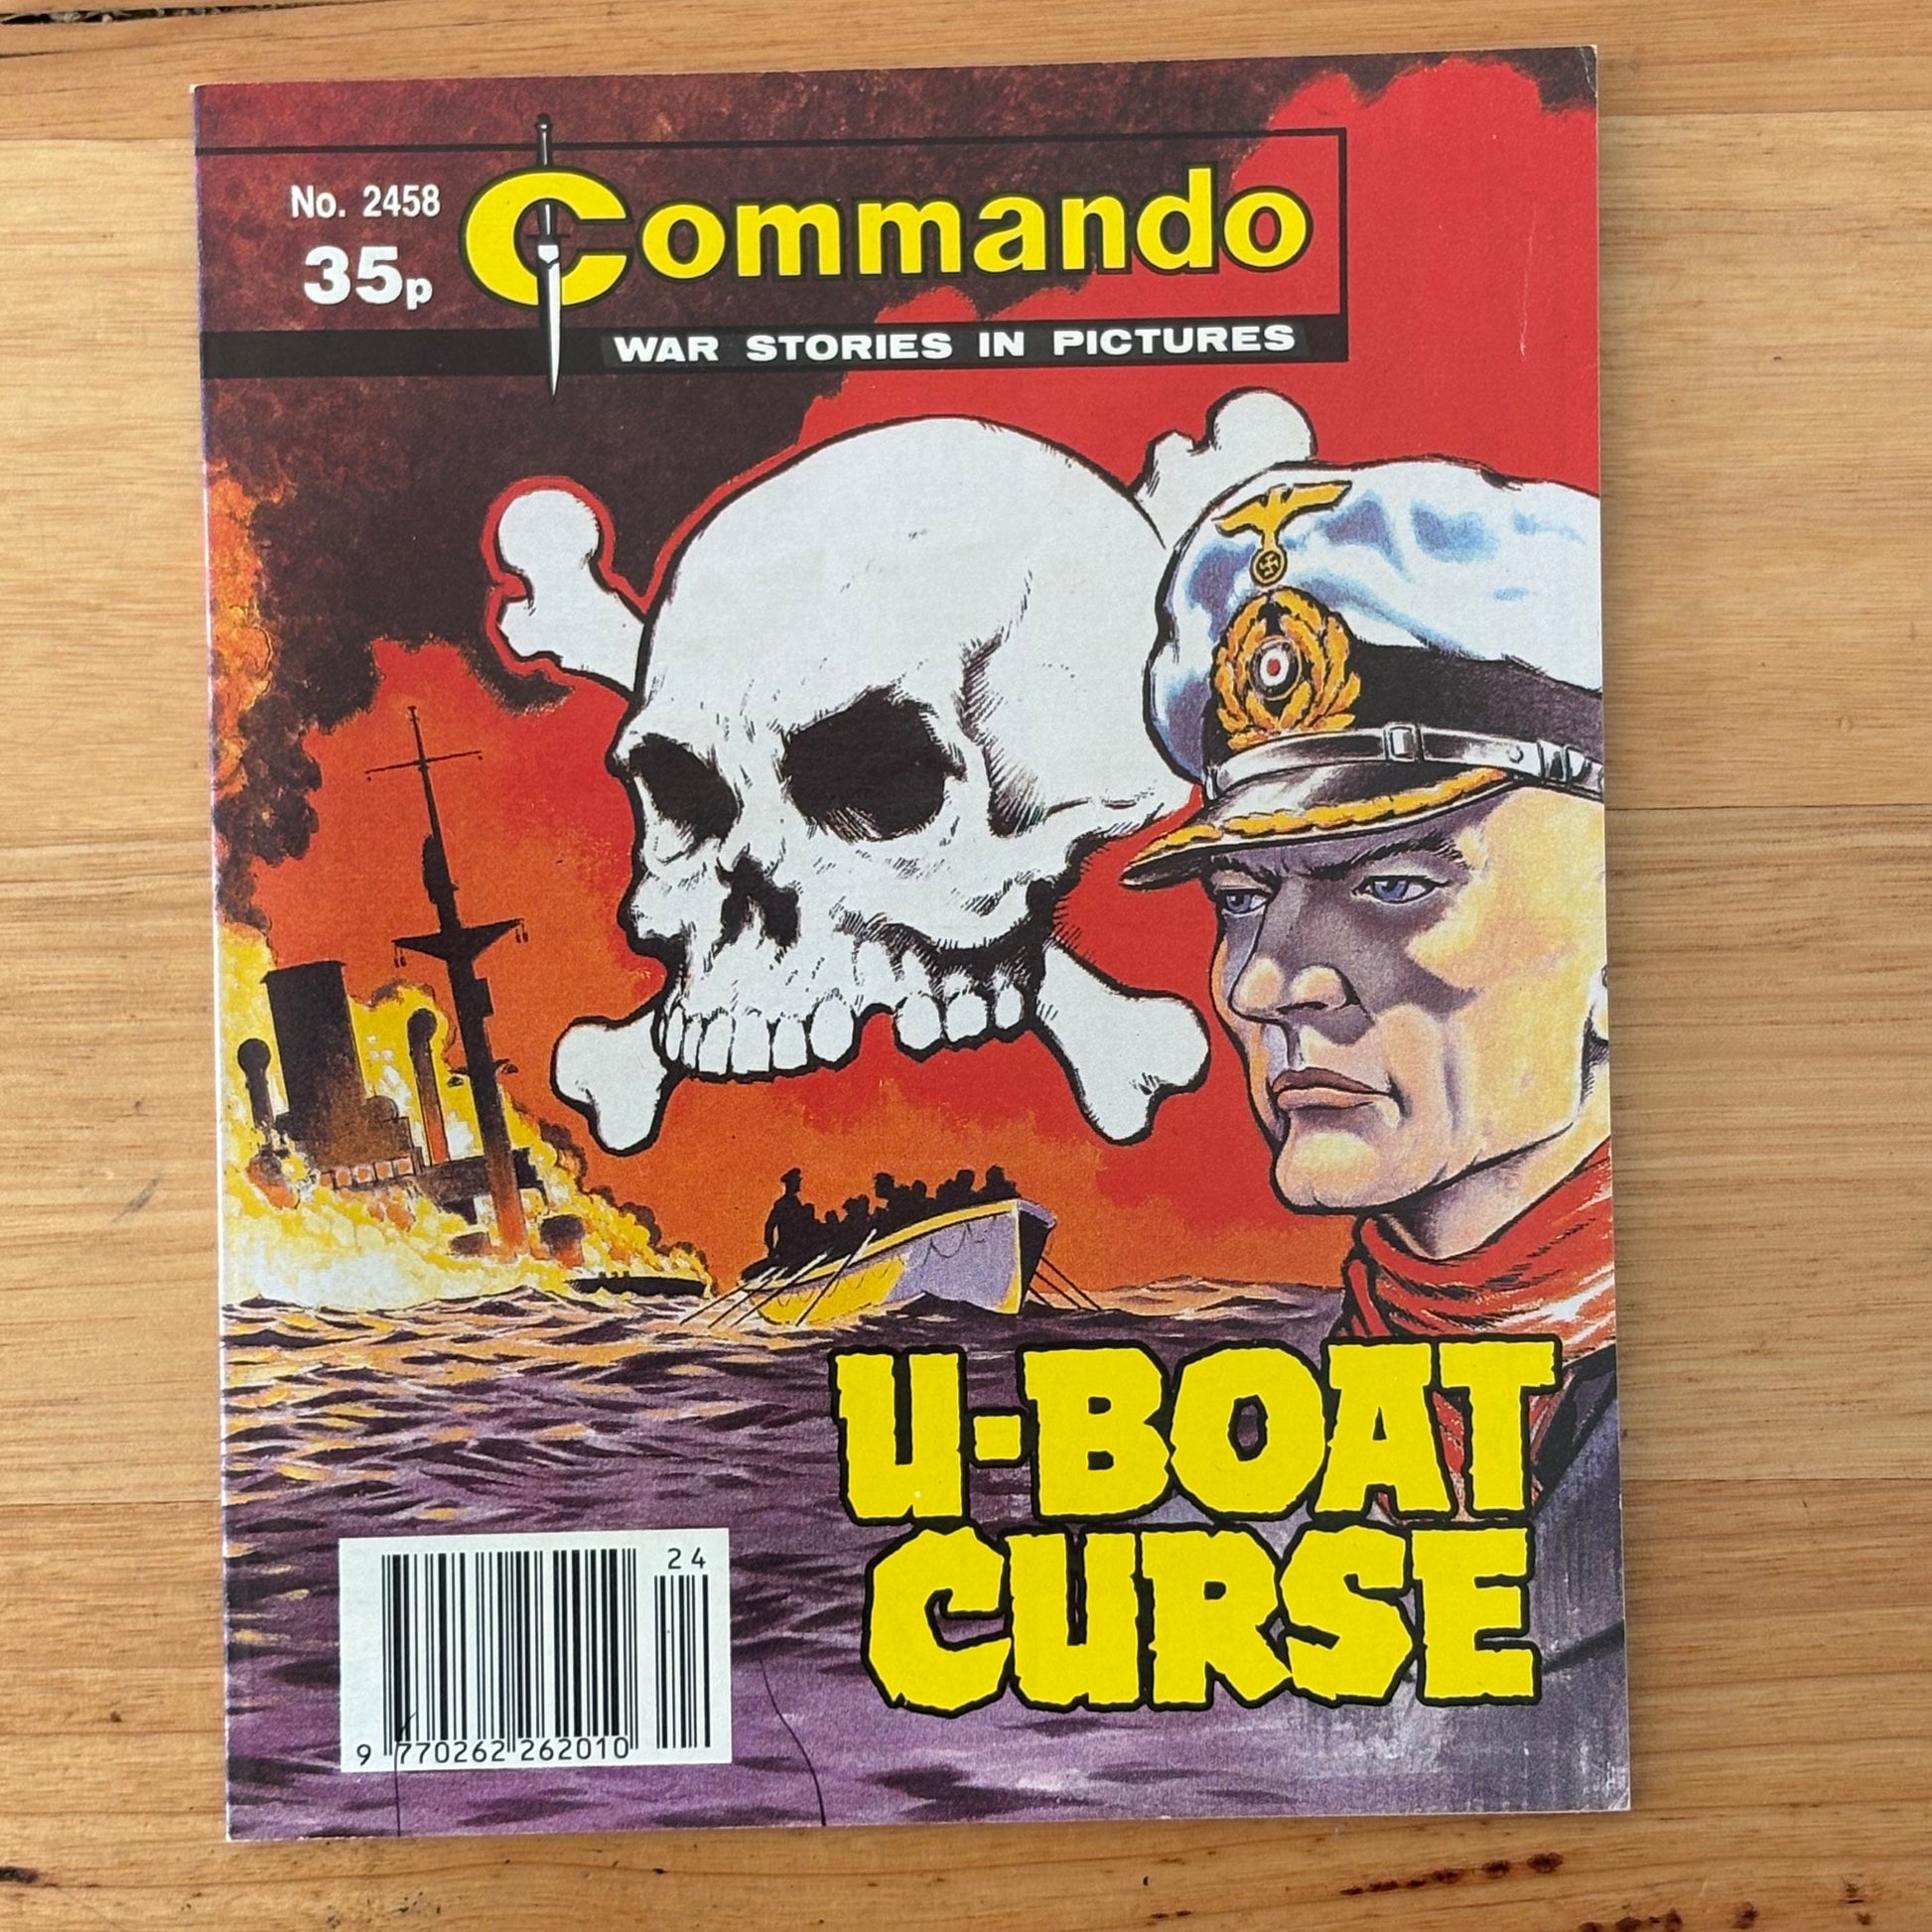 No. 2458
35p
Commando
WAR STORIES IN PICTURES
U-BOAT
CURSE
24
9 770262 262010